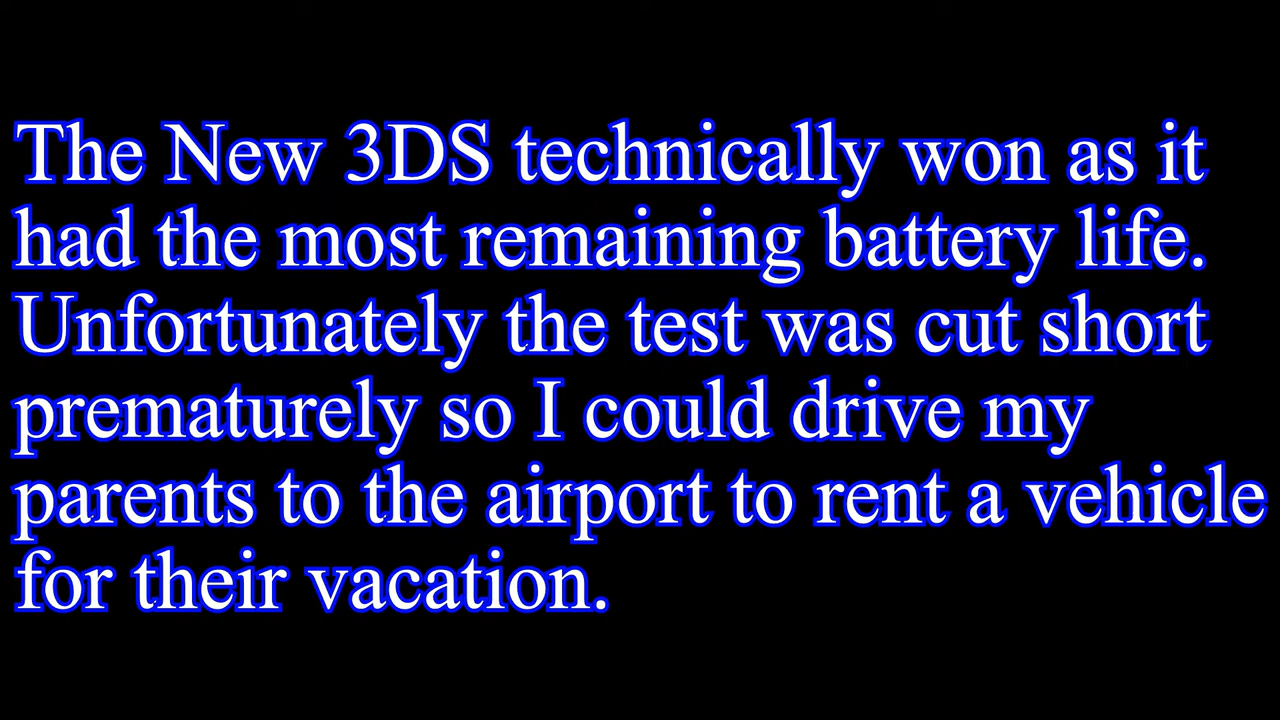 The New 3DS technically won as it
had the most remaining battery life.
Unfortunately the test was cut short
prematurely so I could drive my
parents to the airport to rent a vehicle
for their vacation.